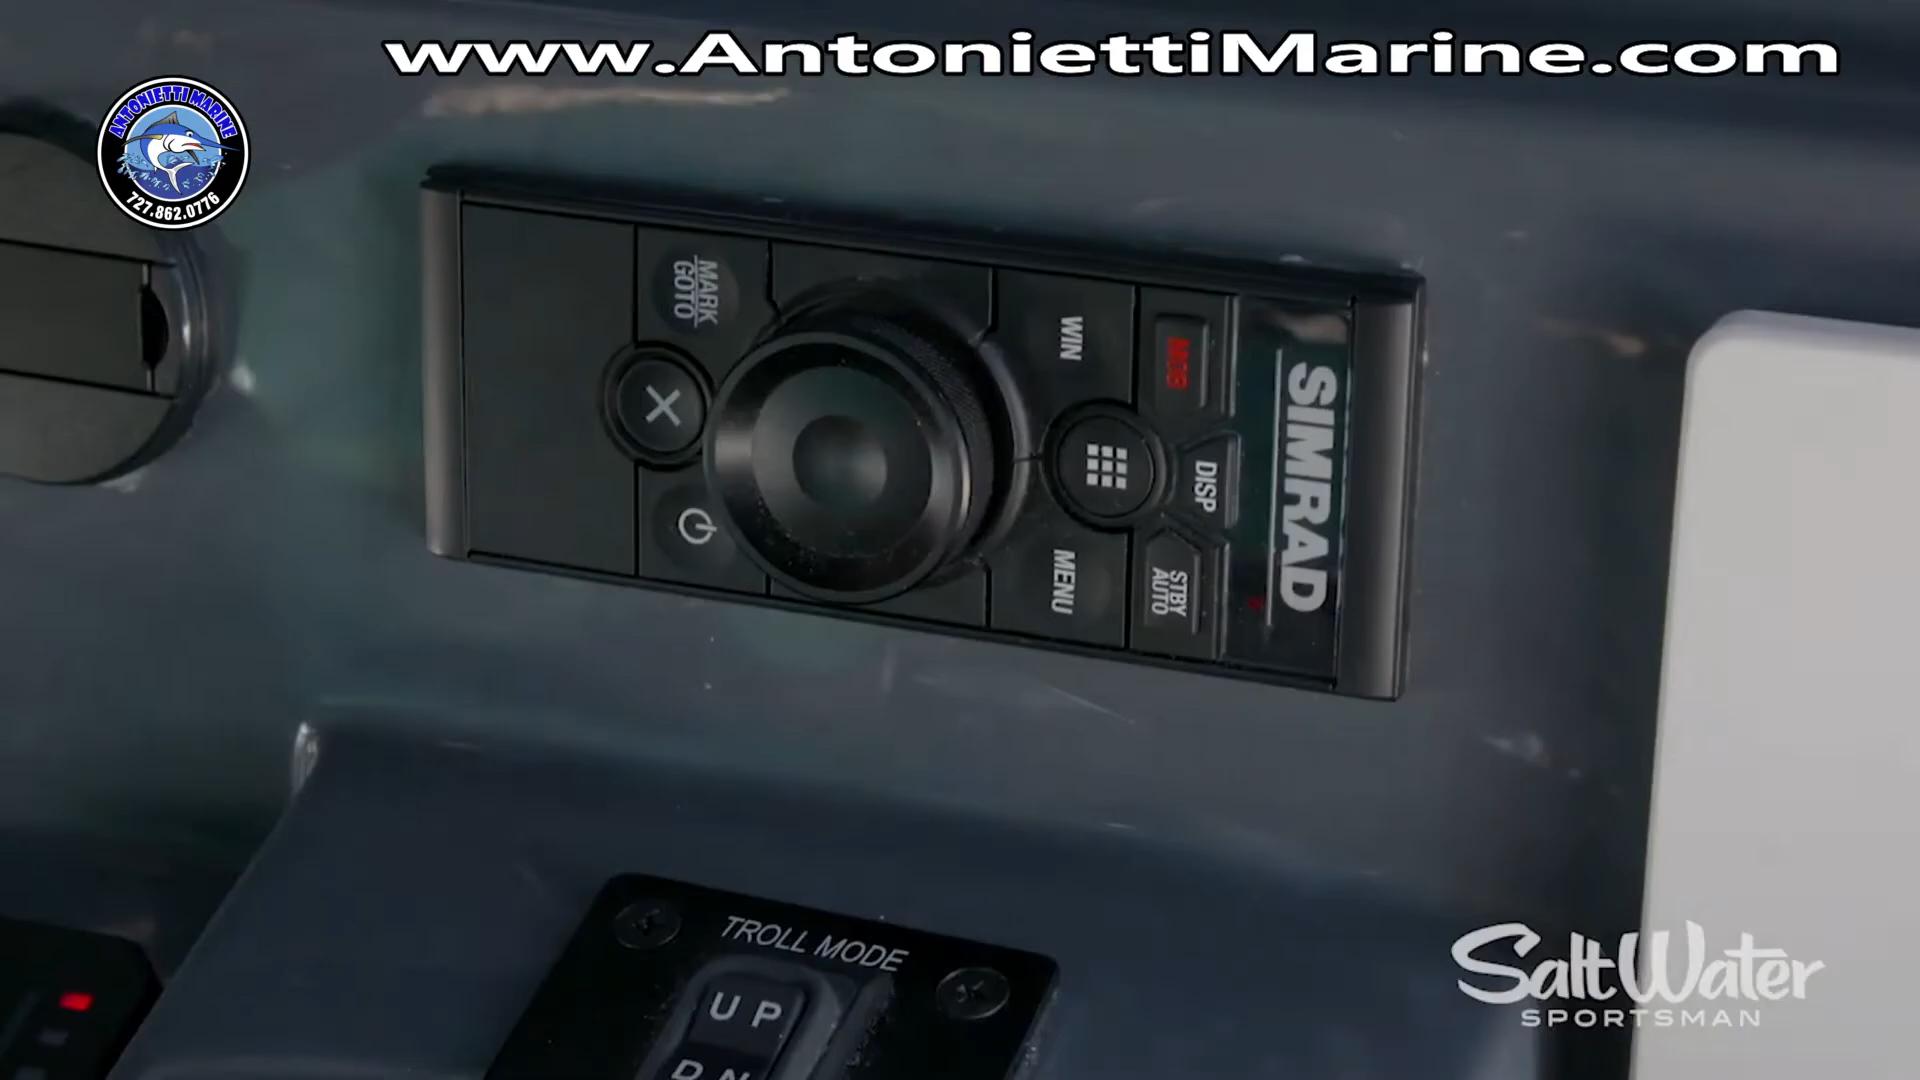 www.AntoniettiMarine.com
ANTONIETTI MARINE
727.862.0776
MARK
GOTO
WIN
MOB
DISP
MENU
STBY
AUTO
SIMRAD
TROLL MODE
UP
DN
SaltWater
SPORTSMAN